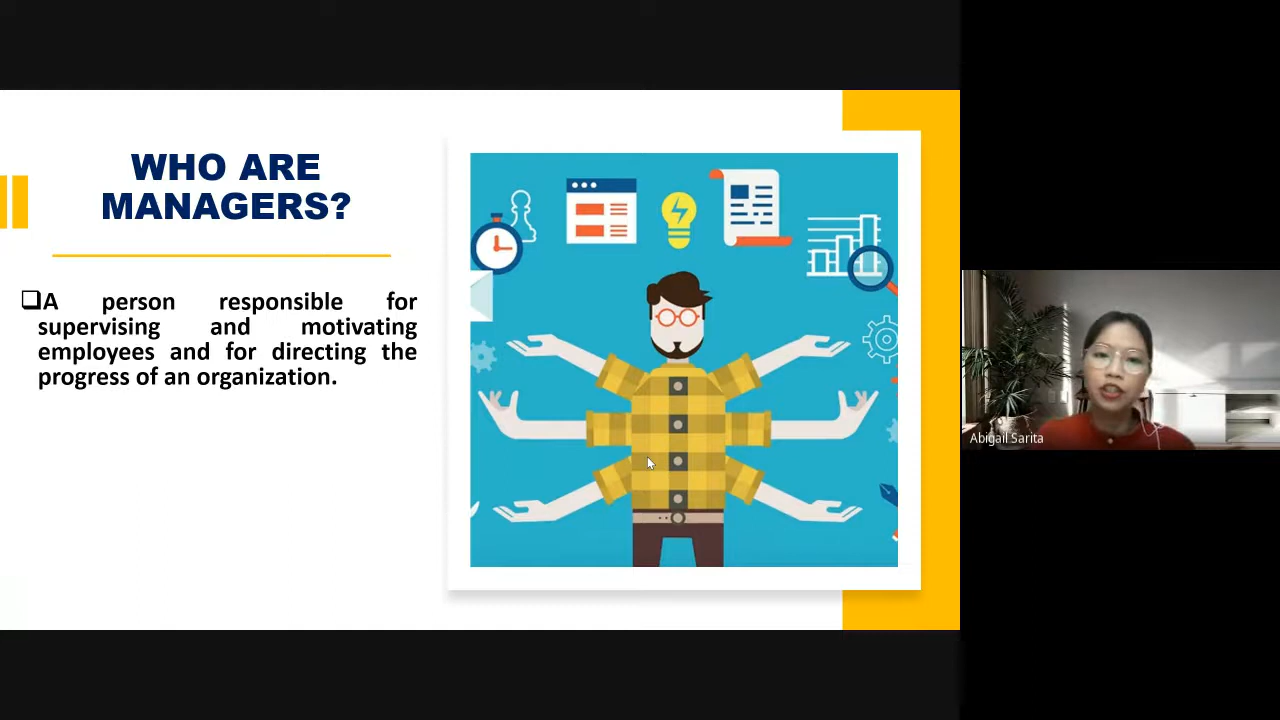 WHO ARE
MANAGERS?
❑A person responsible for
supervising and motivating
employees and for directing the
progress of an organization.
Abigail Sarita